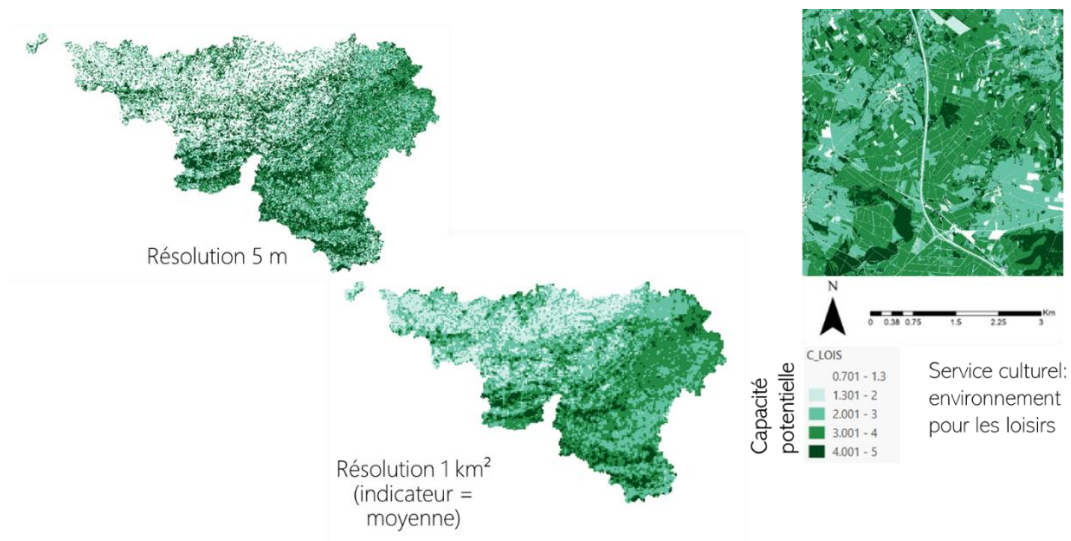 Résolution 5 m
Résolution 1 km²
(indicateur =
moyenne)
N
0 0.38 0.75 1.5 2.25 3 Km
Capacité
potentielle
C_LOIS
0.701 - 1.3
1.301 - 2
2.001 - 3
3.001 - 4
4.001 - 5
Service culturel:
environnement
pour les loisirs